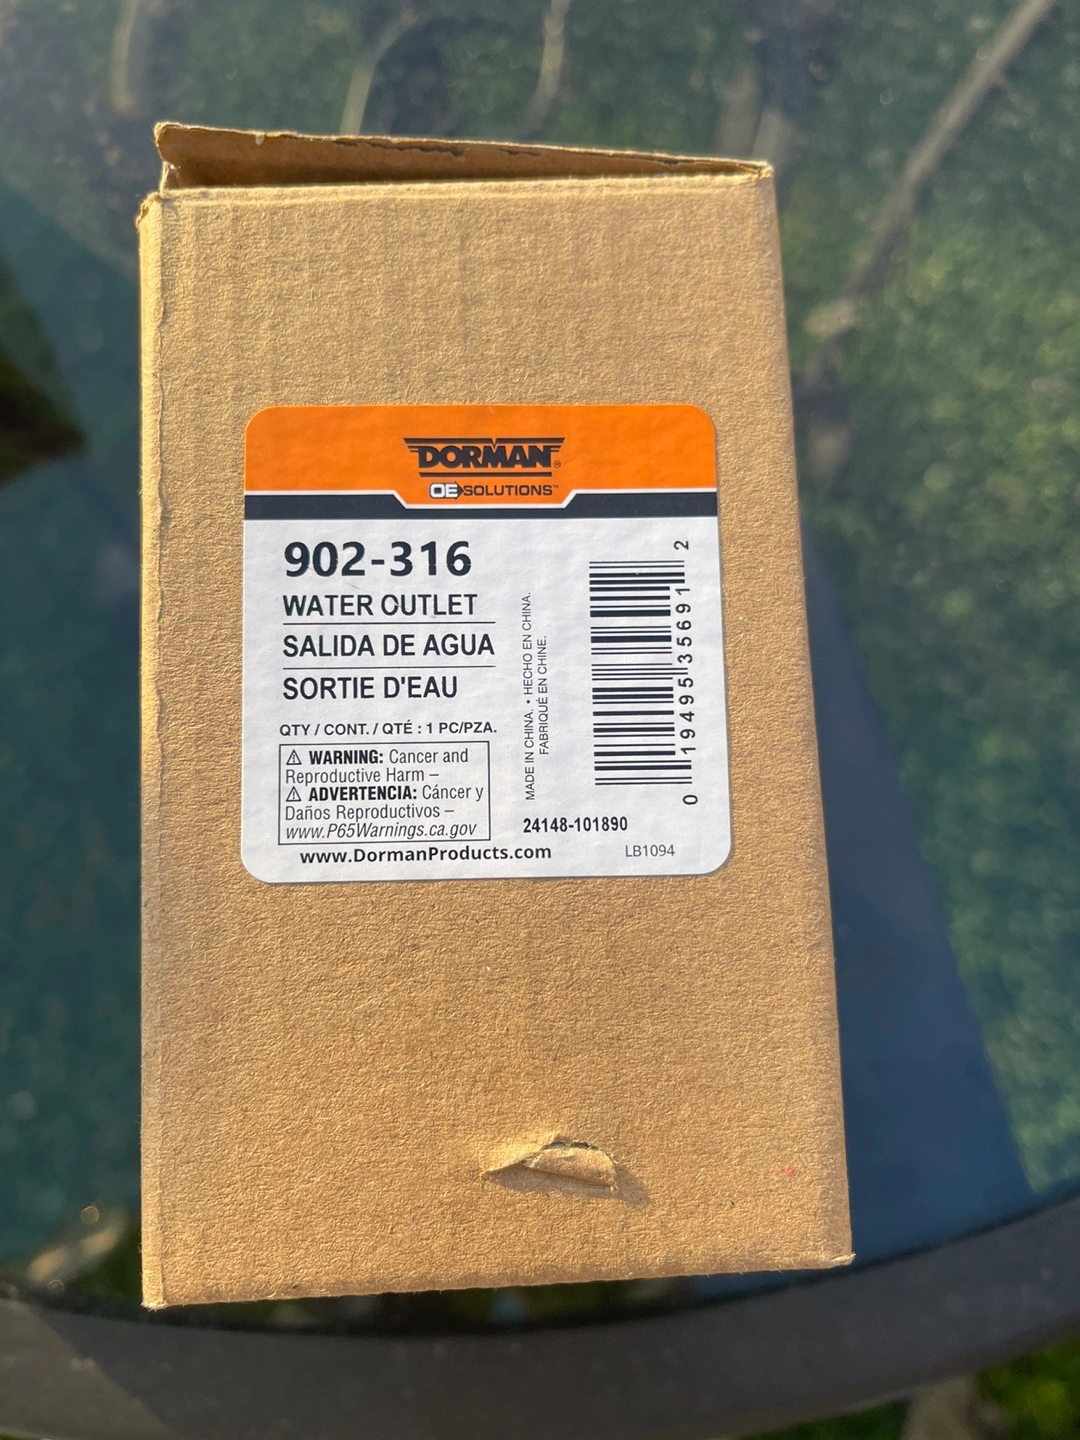 DORMAN®
OE SOLUTIONS™
902-316
WATER OUTLET
SALIDA DE AGUA
SORTIE D'EAU
QTY / CONT. / QTÉ : 1 PC/PZA.
⚠ WARNING: Cancer and
Reproductive Harm –
⚠ ADVERTENCIA: Cáncer y
Daños Reproductivos –
www.P65Warnings.ca.gov
www.DormanProducts.com
MADE IN CHINA. • HECHO EN CHINA.
FABRIQUÉ EN CHINE.
0 19495 35691 2
24148-101890
LB1094